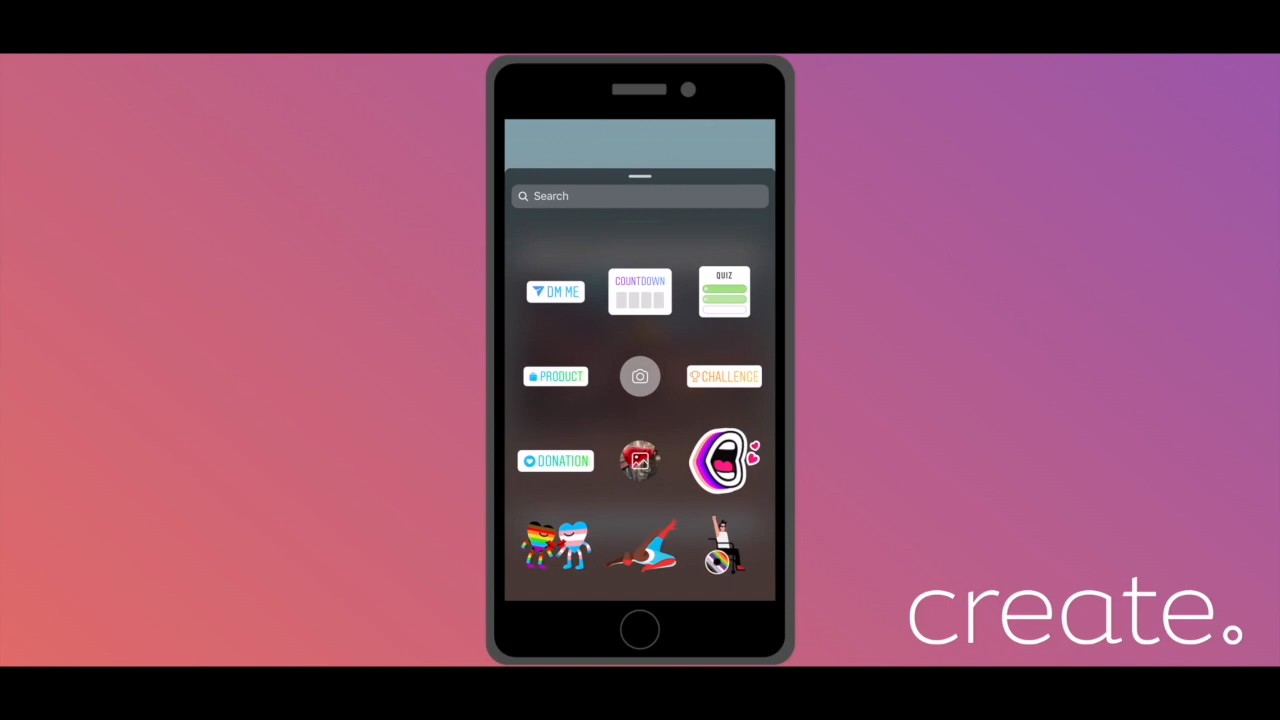 Search
DM ME
COUNTDOWN
QUIZ
PRODUCT
CHALLENGE
DONATION
create.